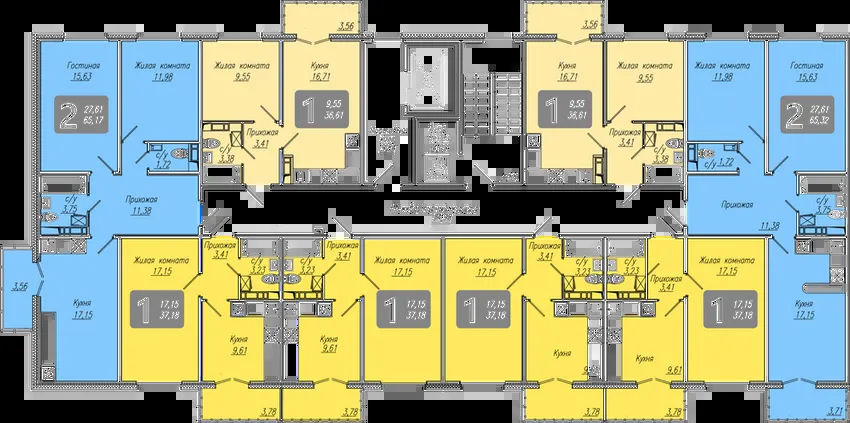 3,56
3,56
Гостиная
15,63
Жилая комната
11,98
Жилая комната
9,55
Кухня
16,71
Кухня
16,71
Жилая комната
9,55
Жилая комната
11,98
Гостиная
15,63
2
27,61
65,17
1
9,55
36,61
1
9,55
36,61
2
27,61
65,32
Прихожая
3,41
Прихожая
3,41
с/у
1,72
с/у
3,38
с/у
3,38
с/у
1,72
с/у
3,75
Прихожая
11,38
Прихожая
11,38
с/у
3,75
Жилая комната
17,15
Прихожая
3,41
с/у
3,23
с/у
3,23
Прихожая
3,41
Жилая комната
17,15
Жилая комната
17,15
Прихожая
3,41
с/у
3,23
с/у
3,23
Прихожая
3,41
Жилая комната
17,15
3,56
Кухня
17,15
1
17,15
37,18
Кухня
9,61
Кухня
9,61
1
17,15
37,18
1
17,15
37,18
Кухня
Кухня
9,61
1
17,15
37,18
Кухня
17,15
3,78
3,78
3,78
3,78
3,71